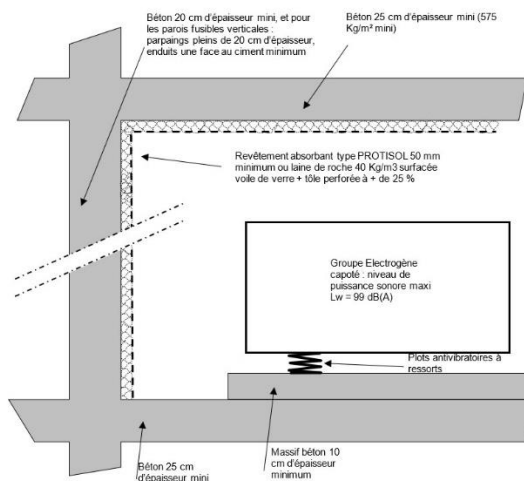 Béton 20 cm d'épaisseur mini, et pour
les parois fusibles verticales :
parpaings pleins de 20 cm d'épaisseur,
enduits une face au ciment minimum
Béton 25 cm d'épaisseur mini (575
Kg/m² mini)
Revêtement absorbant type PROTISOL 50 mm
minimum ou laine de roche 40 Kg/m3 surfacée
voile de verre + tôle perforée à + de 25 %
Groupe Electrogène
capoté : niveau de
puissance sonore maxi
Lw = 99 dB(A)
Plots antivibratoires à
ressorts
Béton 25 cm
d'épaisseur mini
Massif béton 10
cm d'épaisseur
minimum